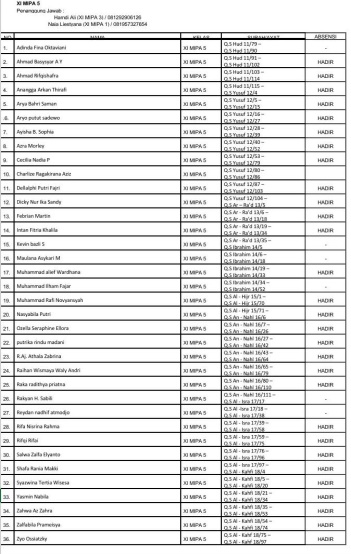 XI MIPA 5
Penanggung Jawab :
Hamdi Ali (XI MIPA 3) / 081292906126
Naia Liestyana (XI MIPA 1) / 081957327654
NO NAMA KELAS SURAH/AYAT ABSENSI
1. Adinda Fina Oktaviani XI MIPA 5 Q.S Hud 11/79 – Q.S Hud 11/90 -
2. Ahmad Basyysar A Y XI MIPA 5 Q.S Hud 11/91 – Q.S Hud 11/102 HADIR
3. Ahmad Rifqishafra XI MIPA 5 Q.S Hud 11/103 – Q.S Hud 11/114 HADIR
4. Anangga Arkan Thorafi XI MIPA 5 Q.S Hud 11/115 – Q.S Yusuf 12/4 HADIR
5. Arya Bahri Saman XI MIPA 5 Q.S Yusuf 12/5 – Q.S Yusuf 12/15 HADIR
6. Aryo putut sadewo XI MIPA 5 Q.S Yusuf 12/16 – Q.S Yusuf 12/27 HADIR
7. Ayisha B. Sophia XI MIPA 5 Q.S Yusuf 12/28 – Q.S Yusuf 12/39 HADIR
8. Azra Morley XI MIPA 5 Q.S Yusuf 12/40 – Q.S Yusuf 12/52 HADIR
9. Cecilia Nadia P XI MIPA 5 Q.S Yusuf 12/53 – Q.S Yusuf 12/79 HADIR
10. Charlize Ragakirana Aziz XI MIPA 5 Q.S Yusuf 12/80 – Q.S Yusuf 12/86
11. Dellalphi Putri Fajri XI MIPA 5 Q.S Yusuf 12/87 – Q.S Yusuf 12/103 HADIR
12. Dicky Nur Ika Sandy XI MIPA 5 Q.S Yusuf 12/104 – Q.S Ar – Ra'd 13/5 HADIR
13. Febrian Martin XI MIPA 5 Q.S Ar – Ra'd 13/6 – Q.S Ar - Ra'd 13/18 HADIR
14. Intan Fitra Khalila XI MIPA 5 Q.S Ar - Ra'd 13/19 – Q.S Ar - Ra'd 13/34 HADIR
15. Kevin badi S XI MIPA 5 Q.S Ar - Ra'd 13/35 – Q.S Ibrahim 14/5 -
16. Maulana Asykari M XI MIPA 5 Q.S Ibrahim 14/6 – Q.S Ibrahim 14/18 -
17. Muhammad alief Wardhana XI MIPA 5 Q.S Ibrahim 14/19 – Q.S Ibrahim 14/33 HADIR
18. Muhammad Ilham Fajar XI MIPA 5 Q.S Ibrahim 14/34 – Q.S Ibrahim 14/52 -
19. Muhammad Rafi Novyansyah XI MIPA 5 Q.S Al - Hijr 15/1 – Q.S Al - Hijr 15/70 HADIR
20. Nasyabila Putri XI MIPA 5 Q.S Al - Hijr 15/71 – Q.S An - Nahl 16/6 HADIR
21. Ozella Seraphine Ellora XI MIPA 5 Q.S An - Nahl 16/7 – Q.S An - Nahl 16/26 HADIR
22. putrika rindu madani XI MIPA 5 Q.S An - Nahl 16/27 – Q.S An - Nahl 16/42 HADIR
23. R.Aj. Athala Zabrina XI MIPA 5 Q.S An - Nahl 16/43 – Q.S An - Nahl 16/64 HADIR
24. Raihan Wismaya Waly Andri XI MIPA 5 Q.S An - Nahl 16/65 – Q.S An - Nahl 16/79 HADIR
25. Raka radithya priatna XI MIPA 5 Q.S An - Nahl 16/80 – Q.S An - Nahl 16/110 HADIR
26. Rakyan H. Sabili XI MIPA 5 Q.S An - Nahl 16/111 – Q.S Al - Isra 17/17 -
27. Reydan nadhif atmodjo XI MIPA 5 Q.S Al -Isra 17/18 – Q.S Al - Isra 17/38 -
28. Rifa Norina Rahma XI MIPA 5 Q.S Al - Isra 17/39 – Q.S Al - Isra 17/58 HADIR
29. Rifqi Rifai XI MIPA 5 Q.S Al - Isra 17/59 – Q.S Al - Isra 17/75 HADIR
30. Salwa Zalfa Elyanto XI MIPA 5 Q.S Al - Isra 17/76 – Q.S Al - Isra 17/96 HADIR
31. Shafa Rania Makki XI MIPA 5 Q.S Al - Isra 17/97 – Q.S Al - Kahfi 18/4 HADIR
32. Syazwina Tertia Wisesa XI MIPA 5 Q.S Al - Kahfi 18/5 – Q.S Al - Kahfi 18/20 HADIR
33. Yasmin Nabila XI MIPA 5 Q.S Al - Kahfi 18/21 – Q.S Al - Kahfi 18/34 HADIR
34. Zahwa Az Zahra XI MIPA 5 Q.S Al - Kahfi 18/35 – Q.S Al - Kahfi 18/53 HADIR
35. Zalfabila Prameisya XI MIPA 5 Q.S Al - Kahfi 18/54 – Q.S Al - Kahfi 18/74 HADIR
36. Zyo Ossiatzky XI MIPA 5 Q.S Al - Kahf 18/75 – Q.S Al - Kahfi 18/97 HADIR